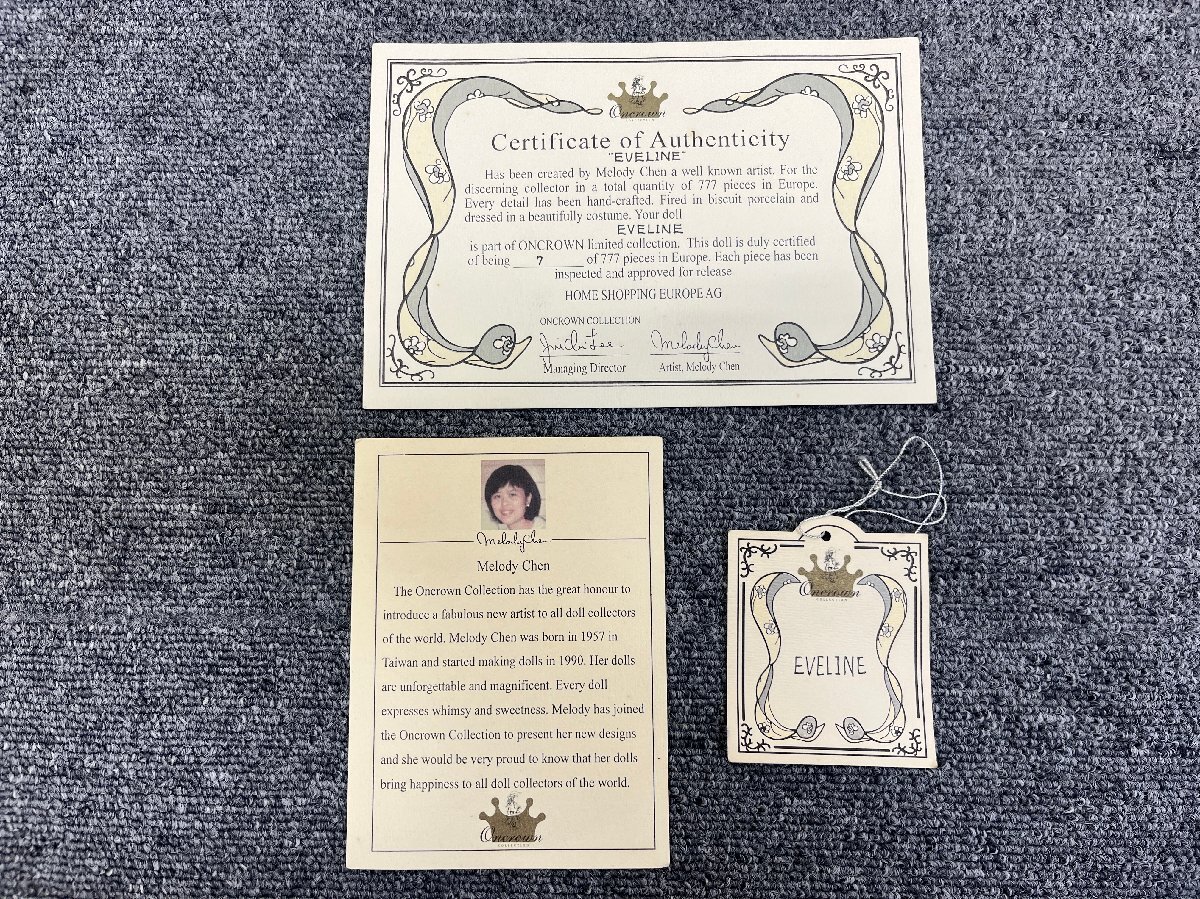 Oncrown
COLLECTION
Certificate of Authenticity
"EVELINE"
Has been created by Melody Chen a well known artist. For the
discerning collector in a total quantity of 777 pieces in Europe.
Every detail has been hand-crafted. Fired in biscuit porcelain and
dressed in a beautifully costume. Your doll
EVELINE
is part of ONCROWN limited collection. This doll is duly certified
of being 7 of 777 pieces in Europe. Each piece has been
inspected and approved for release
HOME SHOPPING EUROPE AG
ONCROWN COLLECTION
Melody Chen
Managing Director Artist, Melody Chen
Melody Chen
Melody Chen
The Oncrown Collection has the great honour to
introduce a fabulous new artist to all doll collectors
of the world. Melody Chen was born in 1957 in
Taiwan and started making dolls in 1990. Her dolls
are unforgettable and magnificent. Every doll
expresses whimsy and sweetness. Melody has joined
the Oncrown Collection to present her new designs
and she would be very proud to know that her dolls
bring happiness to all doll collectors of the world.
Oncrown
COLLECTION
Oncrown
COLLECTION
EVELINE